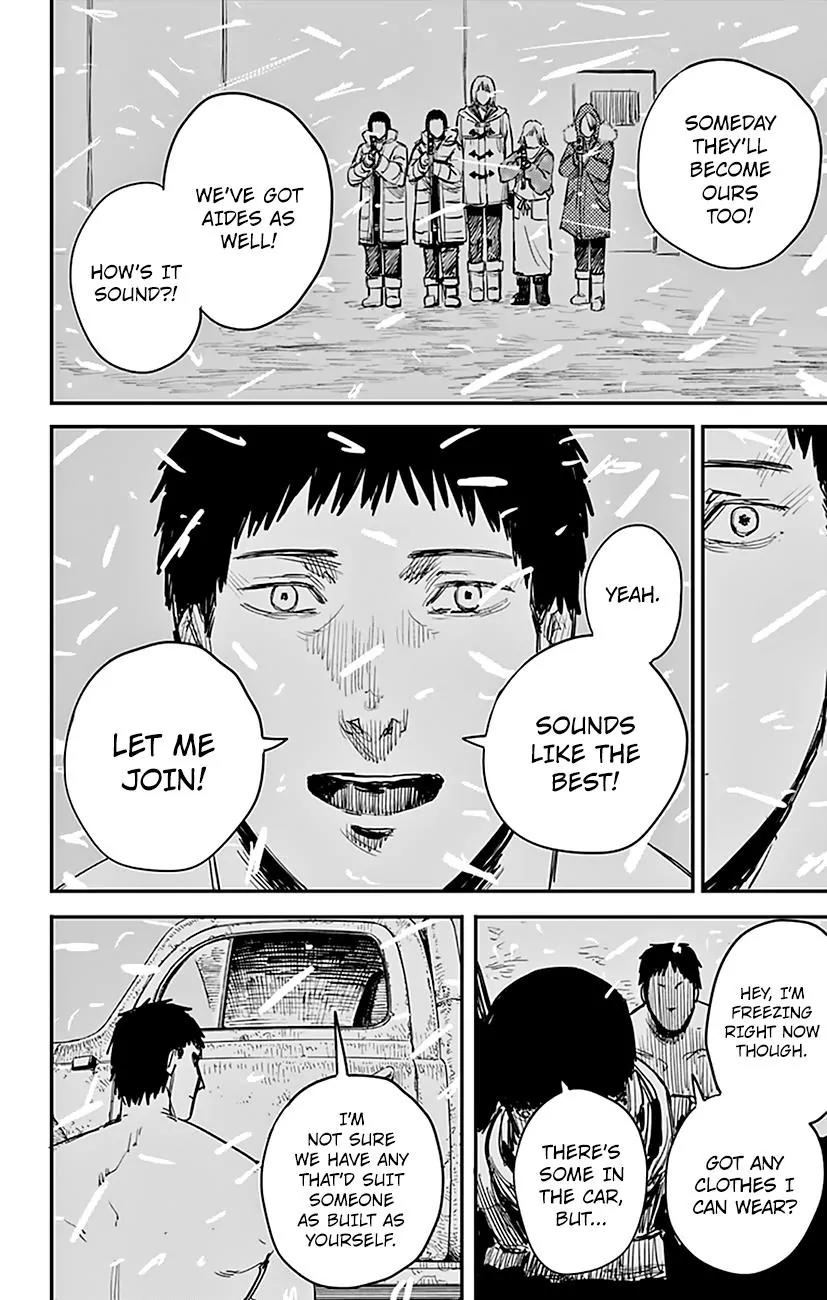 SOMEDAY
THEY'LL
BECOME
OURS
TOO!
WE'VE GOT
AIDES AS
WELL!
HOW'S IT
SOUND?!
YEAH.
SOUNDS
LIKE THE
BEST!
LET ME
JOIN!
HEY, I'M
FREEZING
RIGHT NOW
THOUGH.
GOT ANY
CLOTHES I
CAN WEAR?
THERE'S
SOME IN
THE CAR,
BUT...
I'M
NOT SURE
WE HAVE ANY
THAT'D SUIT
SOMEONE
AS BUILT AS
YOURSELF.